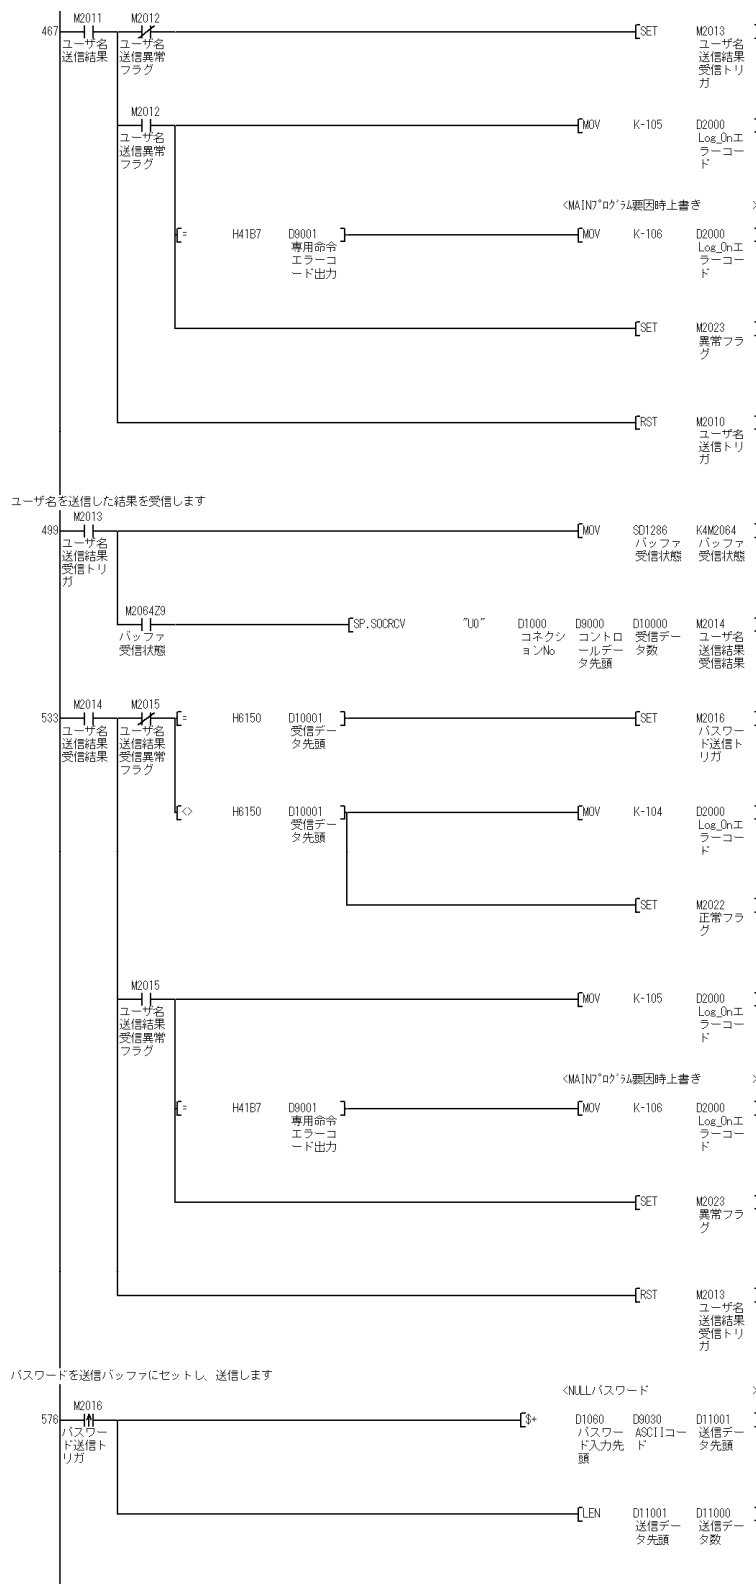 467 M2011 M2012 [SET M2013 ]
ユーザ名 ユーザ名 ユーザ名
送信結果 送信異常 送信結果
フラグ 受信トリ
ガ
M2012 [MOV K-105 D2000 ]
ユーザ名 Log_Onエ
送信異常 ラーコー
フラグ ド
<MAINﾌﾟﾛｸﾞﾗﾑ要因時上書き >
[= H41B7 D9001 ] [MOV K-106 D2000 ]
専用命令 Log_Onエ
エラーコ ラーコー
ード出力 ド
[SET M2023 ]
異常フラ
グ
[RST M2010 ]
ユーザ名
送信トリ
ガ
ユーザ名を送信した結果を受信します
499 M2013 [MOV SD1286 K4M2064 ]
ユーザ名 バッファ バッファ
送信結果 受信状態 受信状態
受信トリ
ガ
M2064Z9 [SP.SOCRCV "U0" D1000 D9000 D10000 M2014 ]
バッファ コネクシ コントロ 受信デー ユーザ名
受信状態 ョンNo ールデー タ数 送信結果
タ先頭 受信結果
533 M2014 M2015 [= H6150 D10001 ] [SET M2016 ]
ユーザ名 ユーザ名 受信デー パスワー
送信結果 送信結果 タ先頭 ド送信ト
受信結果 受信異常 リガ
フラグ
[<> H6150 D10001 ] [MOV K-104 D2000 ]
受信デー Log_Onエ
タ先頭 ラーコー
ド
[SET M2022 ]
正常フラ
グ
M2015 [MOV K-105 D2000 ]
ユーザ名 Log_Onエ
送信結果 ラーコー
受信異常 ド
フラグ
<MAINﾌﾟﾛｸﾞﾗﾑ要因時上書き >
[= H41B7 D9001 ] [MOV K-106 D2000 ]
専用命令 Log_Onエ
エラーコ ラーコー
ード出力 ド
[SET M2023 ]
異常フラ
グ
[RST M2013 ]
ユーザ名
送信結果
受信トリ
ガ
パスワードを送信バッファにセットし、送信します
<NULLパスワード >
576 M2016 [$+ D1060 D9030 D11001 ]
パスワー パスワー ASCIIコー 送信デー
ド送信ト ド入力先 ド タ先頭
リガ 頭
[LEN D11001 D11000 ]
送信デー 送信デー
タ先頭 タ数